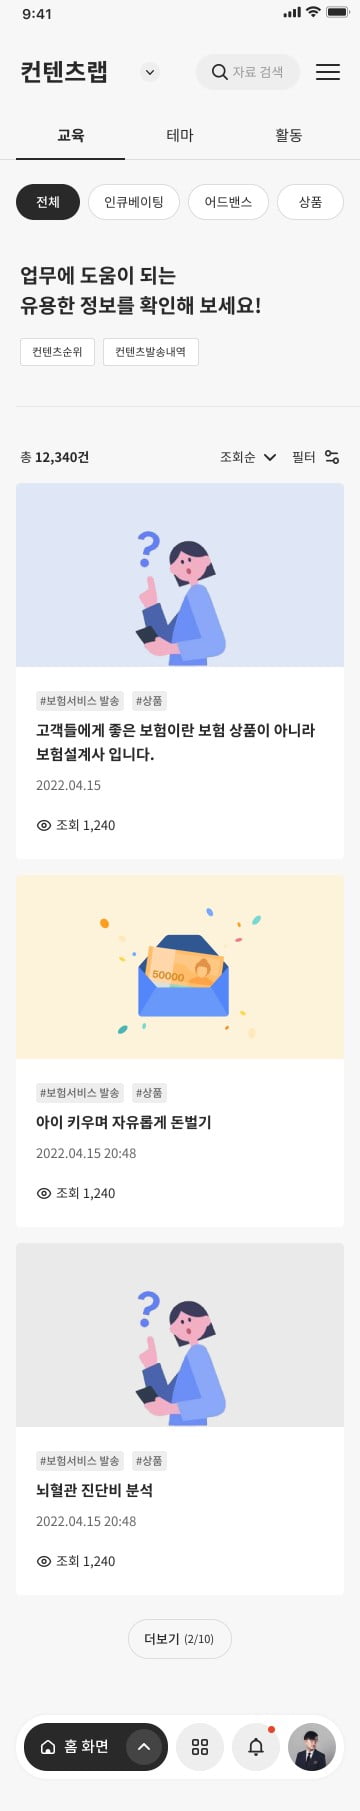 9:41
컨텐츠랩
자료 검색
교육
테마
활동
전체
인큐베이팅
어드밴스
상품
업무에 도움이 되는
유용한 정보를 확인해 보세요!
컨텐츠순위
컨텐츠발송내역
총 12,340건
조회순
필터
?
#보험서비스 발송
#상품
고객들에게 좋은 보험이란 보험 상품이 아니라
보험설계사 입니다.
2022.04.15
조회 1,240
50000
#보험서비스 발송
#상품
아이 키우며 자유롭게 돈벌기
2022.04.15 20:48
조회 1,240
?
#보험서비스 발송
#상품
뇌혈관 진단비 분석
2022.04.15 20:48
조회 1,240
더보기 (2/10)
홈 화면